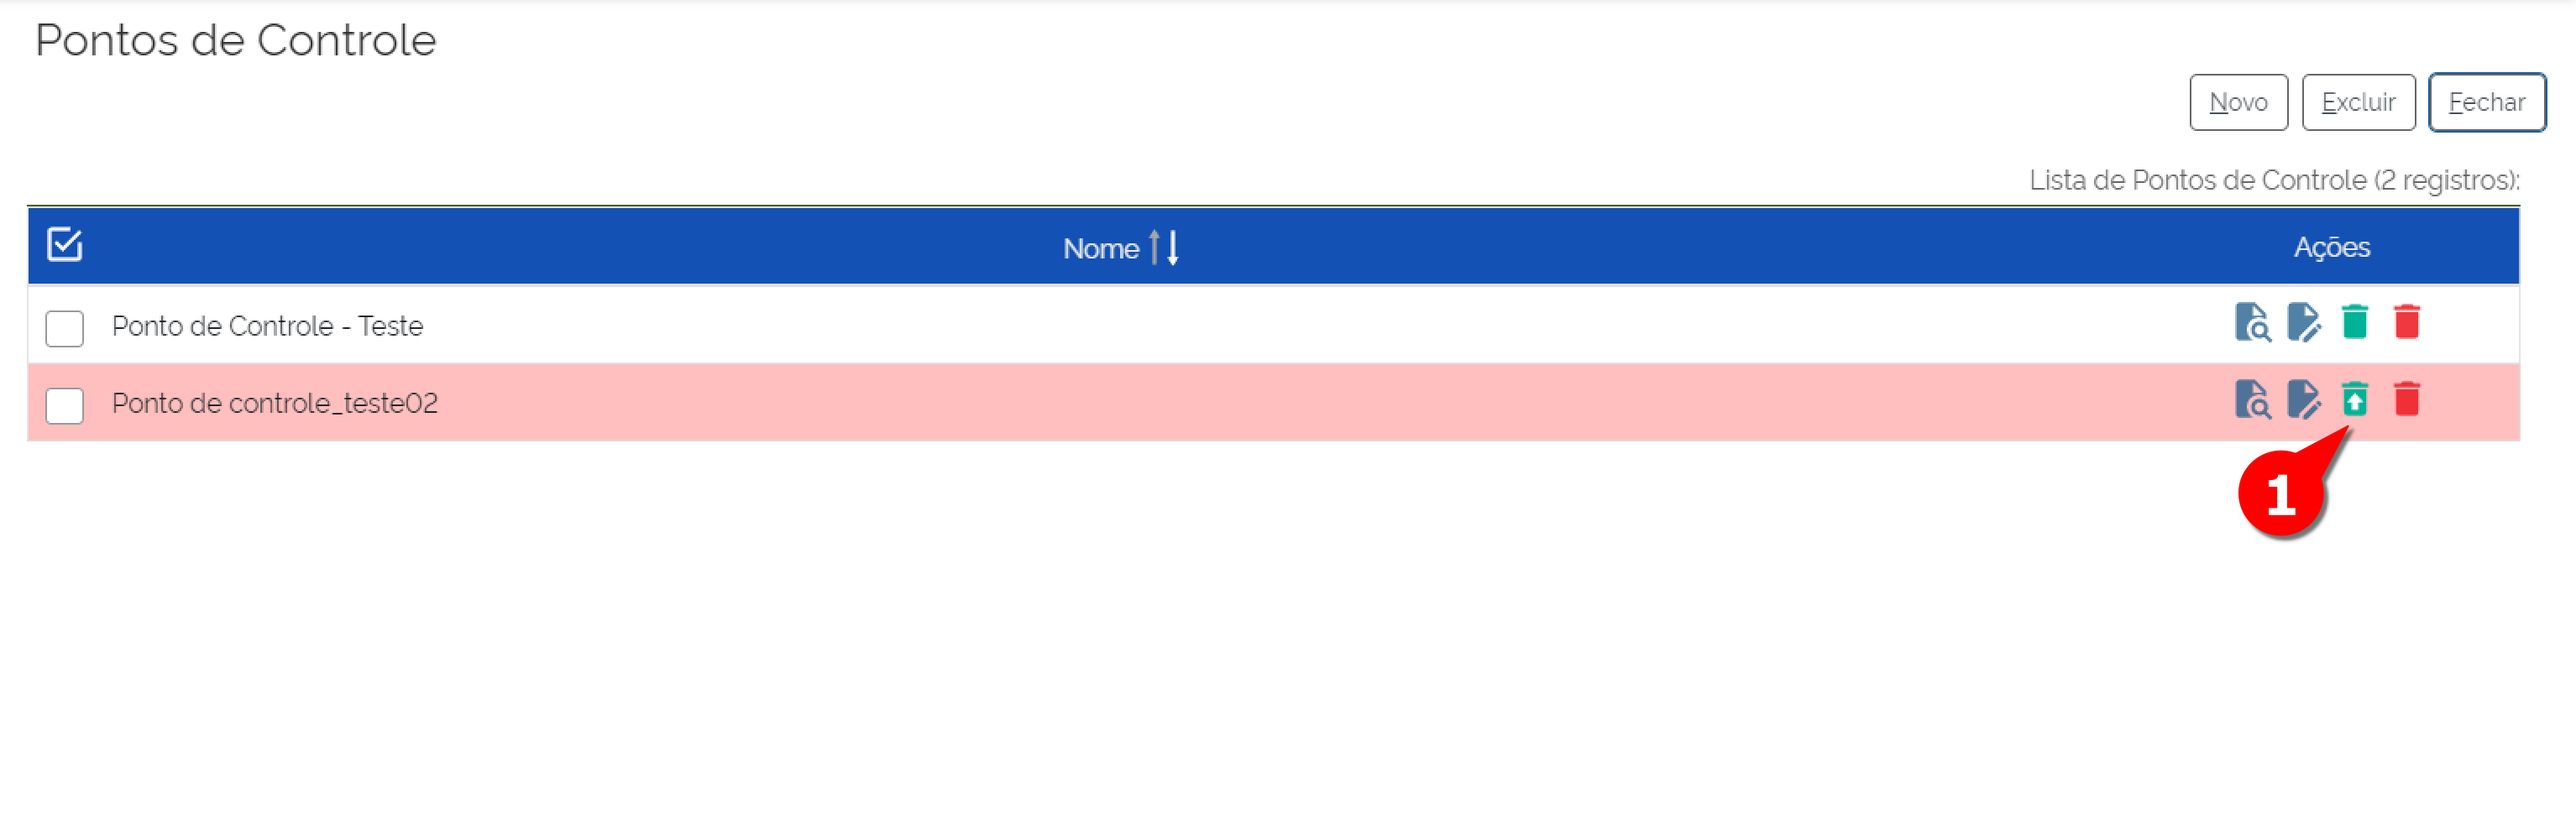 Pontos de Controle
Novo Excluir Fechar
Lista de Pontos de Controle (2 registros):
Nome Ações
Ponto de Controle - Teste
Ponto de controle_teste02
1